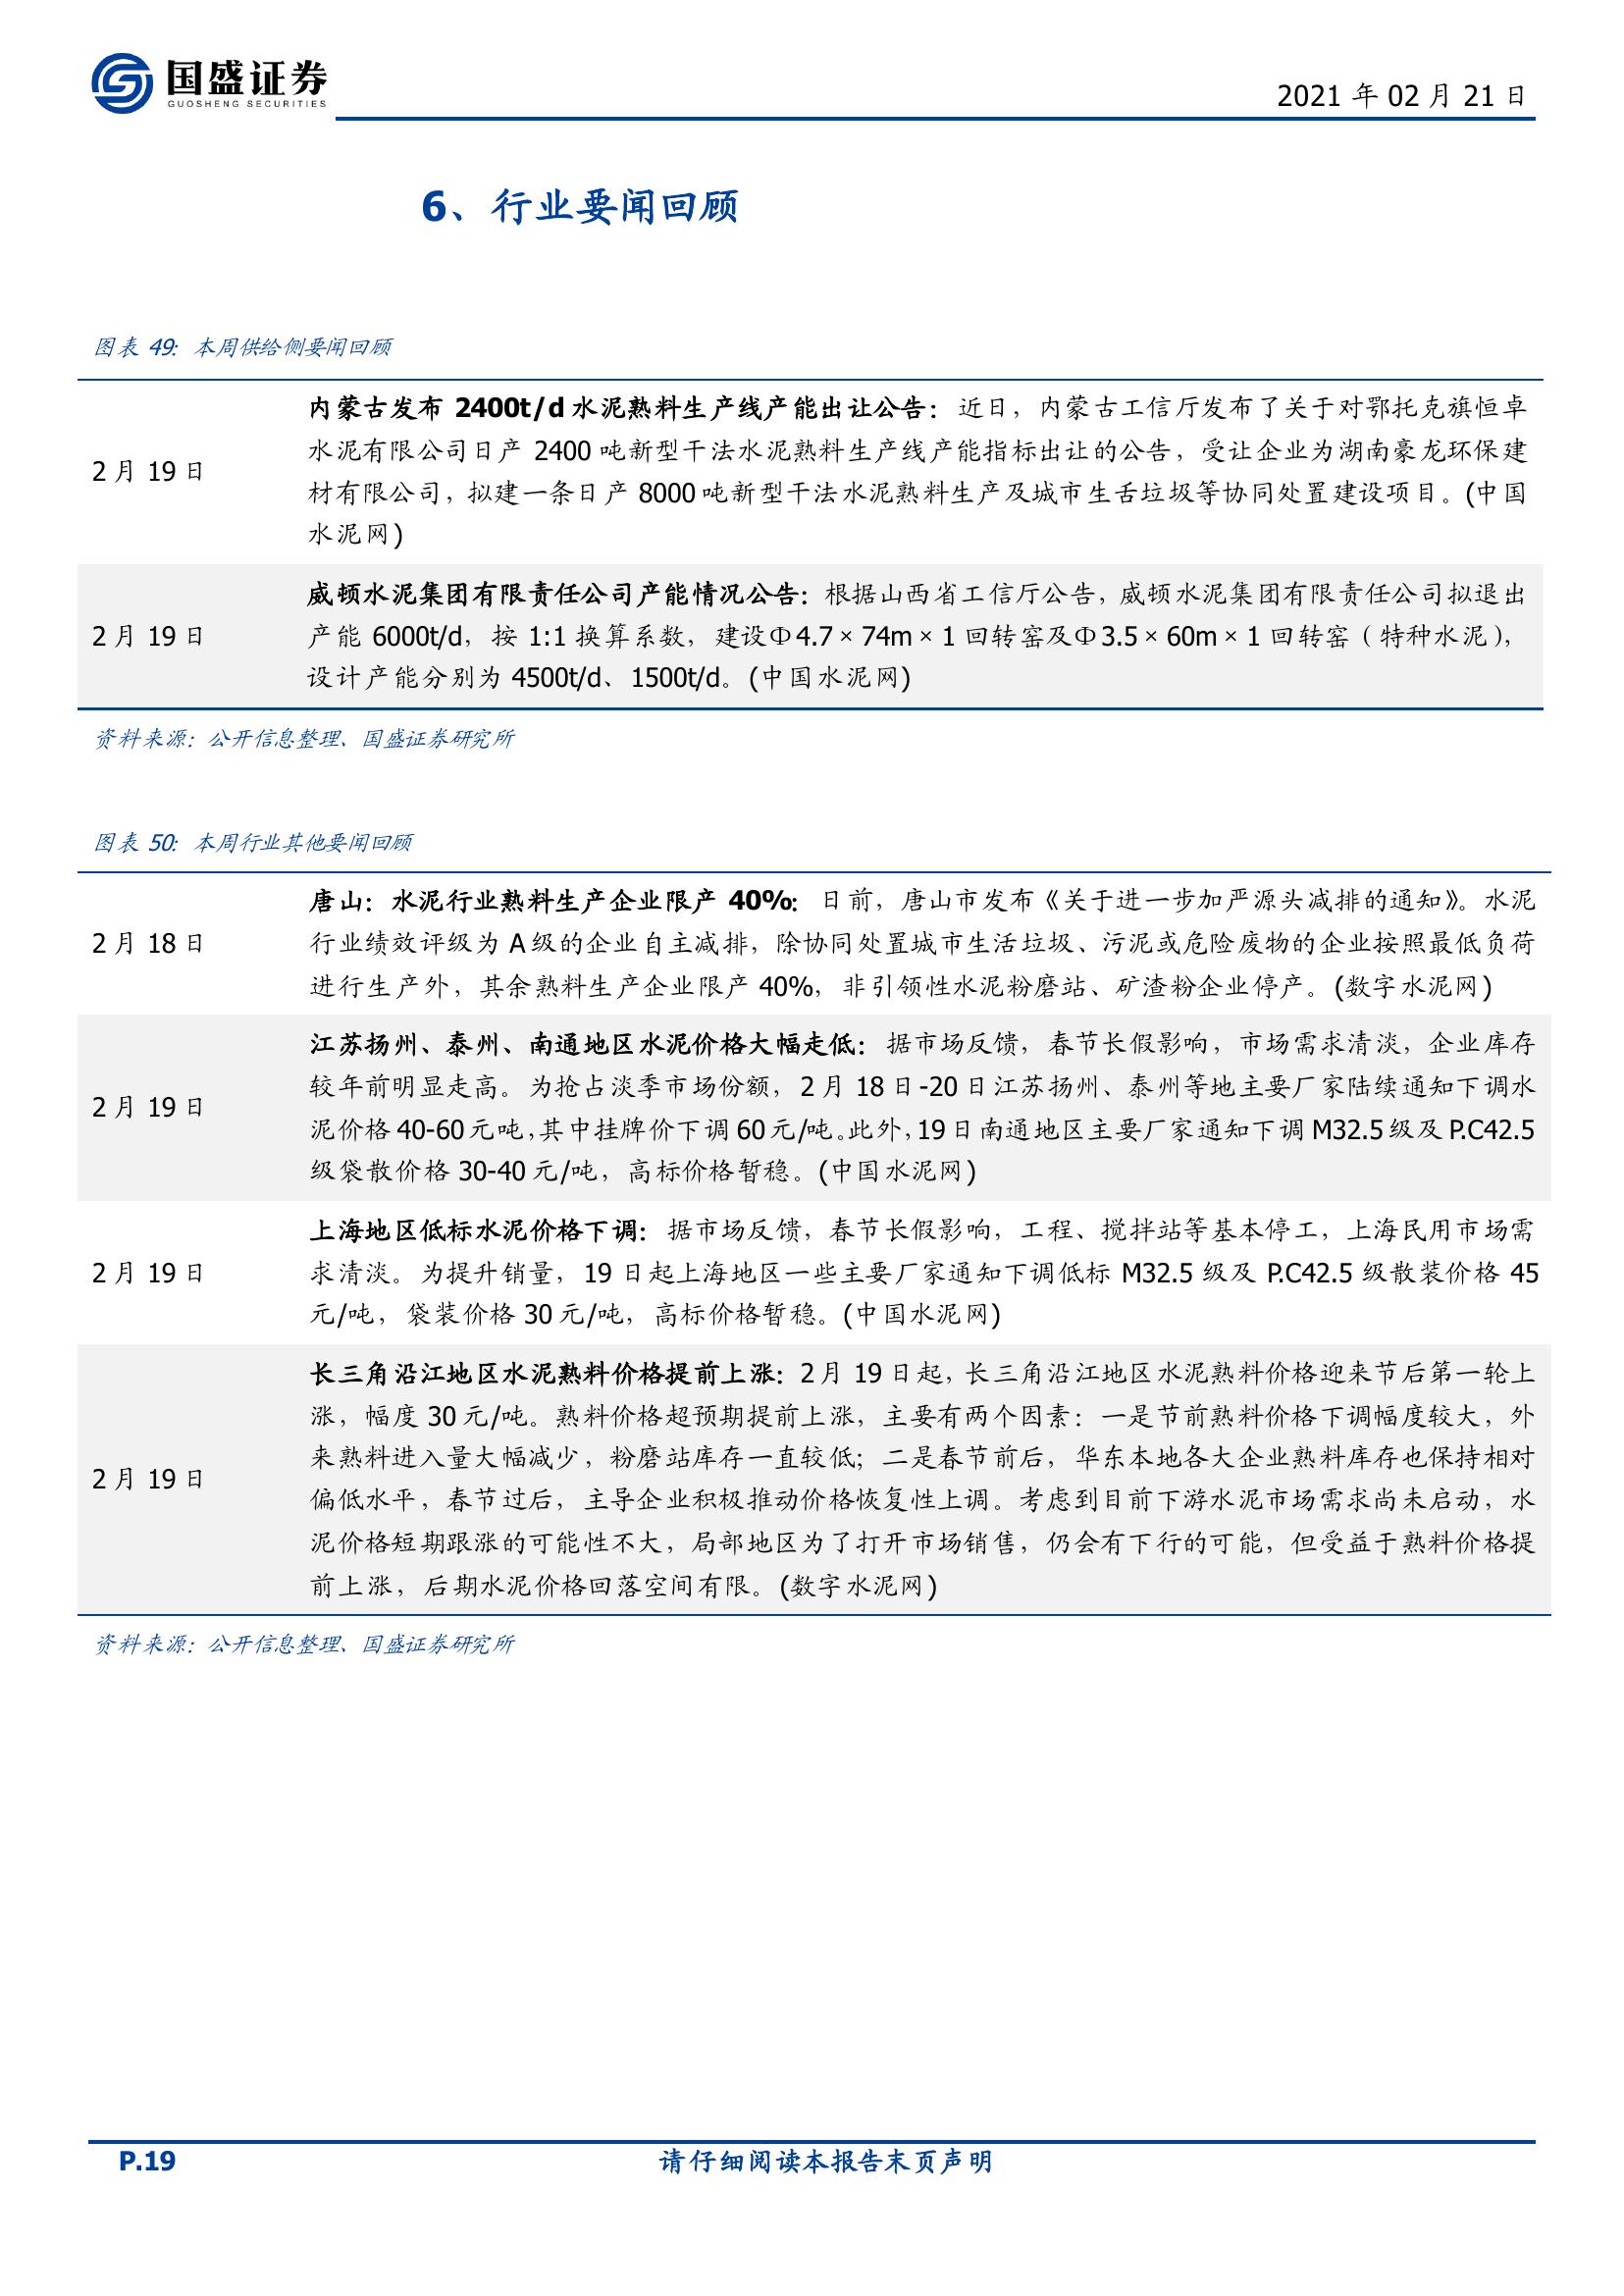 国盛证券
GUOSHENG SECURITIES
2021 年 02 月 21 日
6、行业要闻回顾
图表 49: 本周供给侧要闻回顾
2 月 19 日
内蒙古发布 2400t/d 水泥熟料生产线产能出让公告：近日，内蒙古工信厅发布了关于对鄂托克旗恒卓
水泥有限公司日产 2400 吨新型干法水泥熟料生产线产能指标出让的公告，受让企业为湖南豪龙环保建
材有限公司，拟建一条日产 8000 吨新型干法水泥熟料生产及城市生舌垃圾等协同处置建设项目。(中国
水泥网)
2 月 19 日
威顿水泥集团有限责任公司产能情况公告：根据山西省工信厅公告，威顿水泥集团有限责任公司拟退出
产能 6000t/d，按 1:1 换算系数，建设Φ4.7×74m×1 回转窑及Φ3.5×60m×1 回转窑（特种水泥），
设计产能分别为 4500t/d、1500t/d。(中国水泥网)
资料来源：公开信息整理、国盛证券研究所
图表 50: 本周行业其他要闻回顾
2 月 18 日
唐山：水泥行业熟料生产企业限产 40%：日前，唐山市发布《关于进一步加严源头减排的通知》。水泥
行业绩效评级为 A 级的企业自主减排，除协同处置城市生活垃圾、污泥或危险废物的企业按照最低负荷
进行生产外，其余熟料生产企业限产 40%，非引领性水泥粉磨站、矿渣粉企业停产。(数字水泥网)
2 月 19 日
江苏扬州、泰州、南通地区水泥价格大幅走低：据市场反馈，春节长假影响，市场需求清淡，企业库存
较年前明显走高。为抢占淡季市场份额，2 月 18 日-20 日江苏扬州、泰州等地主要厂家陆续通知下调水
泥价格 40-60 元吨，其中挂牌价下调 60 元/吨。此外，19 日南通地区主要厂家通知下调 M32.5 级及 P.C42.5
级袋散价格 30-40 元/吨，高标价格暂稳。(中国水泥网)
2 月 19 日
上海地区低标水泥价格下调：据市场反馈，春节长假影响，工程、搅拌站等基本停工，上海民用市场需
求清淡。为提升销量，19 日起上海地区一些主要厂家通知下调低标 M32.5 级及 P.C42.5 级散装价格 45
元/吨，袋装价格 30 元/吨，高标价格暂稳。(中国水泥网)
2 月 19 日
长三角沿江地区水泥熟料价格提前上涨：2 月 19 日起，长三角沿江地区水泥熟料价格迎来节后第一轮上
涨，幅度 30 元/吨。熟料价格超预期提前上涨，主要有两个因素：一是节前熟料价格下调幅度较大，外
来熟料进入量大幅减少，粉磨站库存一直较低；二是春节前后，华东本地各大企业熟料库存也保持相对
偏低水平，春节过后，主导企业积极推动价格恢复性上调。考虑到目前下游水泥市场需求尚未启动，水
泥价格短期跟涨的可能性不大，局部地区为了打开市场销售，仍会有下行的可能，但受益于熟料价格提
前上涨，后期水泥价格回落空间有限。(数字水泥网)
资料来源：公开信息整理、国盛证券研究所
P.19
请仔细阅读本报告末页声明